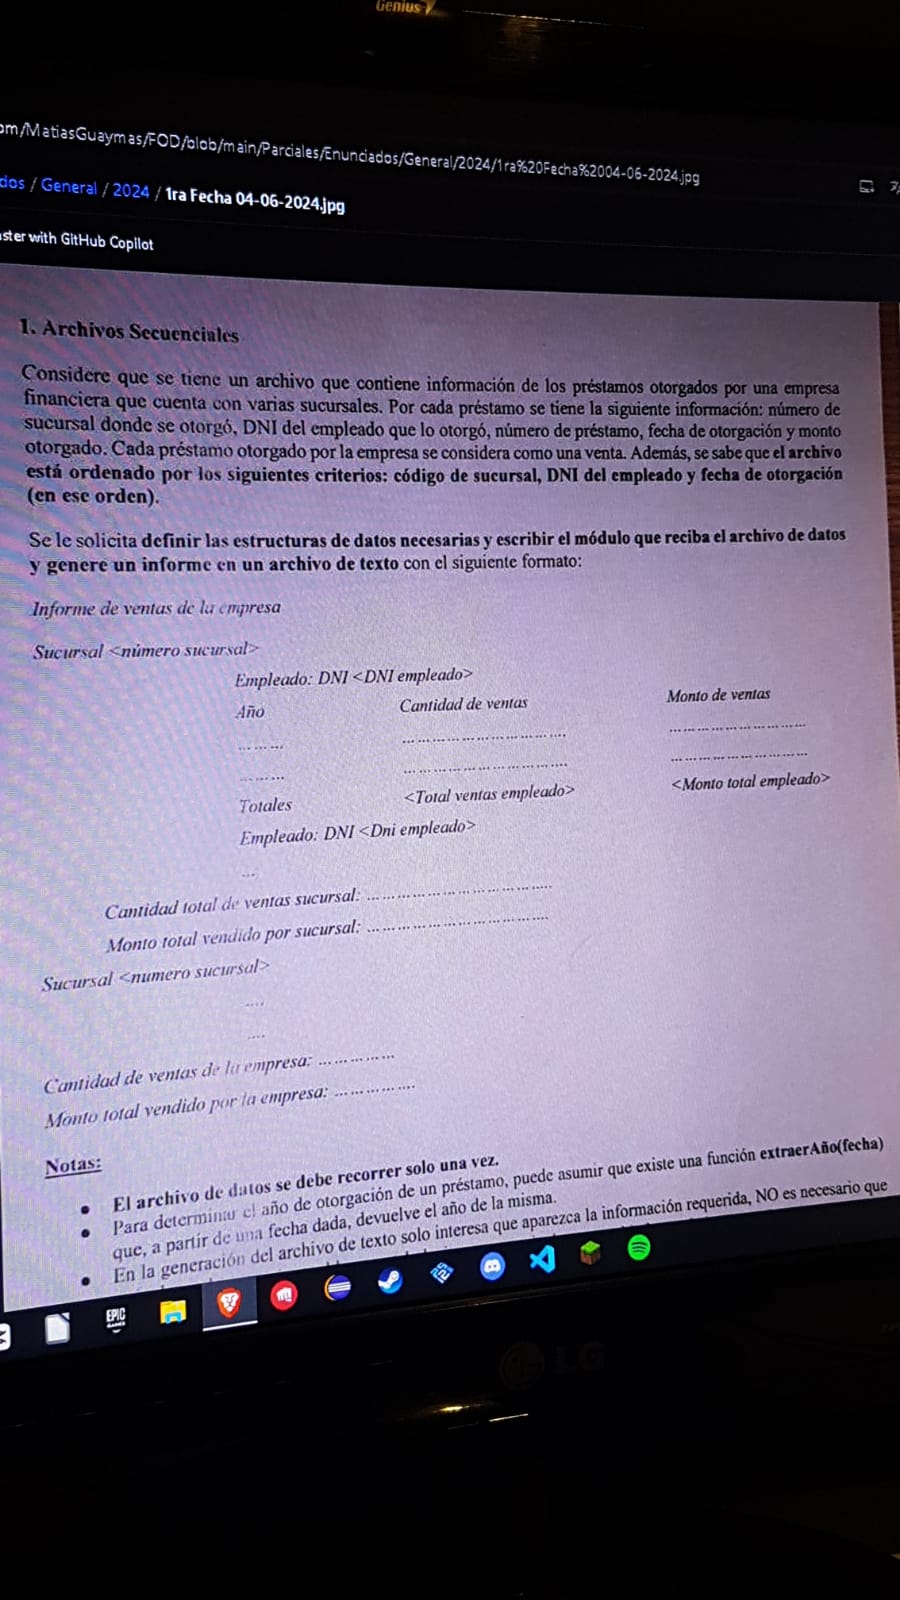 Genius
om/MatiasGuaymas/FOD/blob/main/Parciales/Enunciados/General/2024/1ra%20Fecha%2004-06-2024.jpg
dos / General / 2024 / 1ra Fecha 04-06-2024.jpg
aster with GitHub Copilot
1. Archivos Secuenciales
Considere que se tiene un archivo que contiene información de los préstamos otorgados por una empresa
financiera que cuenta con varias sucursales. Por cada préstamo se tiene la siguiente información: número de
sucursal donde se otorgó, DNI del empleado que lo otorgó, número de préstamo, fecha de otorgación y monto
otorgado. Cada préstamo otorgado por la empresa se considera como una venta. Además, se sabe que el archivo
está ordenado por los siguientes criterios: código de sucursal, DNI del empleado y fecha de otorgación
(en ese orden).
Se le solicita definir las estructuras de datos necesarias y escribir el módulo que reciba el archivo de datos
y genere un informe en un archivo de texto con el siguiente formato:
Informe de ventas de la empresa
Sucursal <número sucursal>
Empleado: DNI <DNI empleado>
Año Cantidad de ventas Monto de ventas
........ ................................. .............................
........ ................................. .............................
Totales <Total ventas empleado> <Monto total empleado>
Empleado: DNI <Dni empleado>
...
Cantidad total de ventas sucursal: .....................................
Monto total vendido por sucursal: .....................................
Sucursal <numero sucursal>
....
....
Cantidad de ventas de la empresa: ................
Monto total vendido por la empresa: ................
Notas:
• El archivo de datos se debe recorrer solo una vez.
• Para determinar el año de otorgación de un préstamo, puede asumir que existe una función extraerAño(fecha)
que, a partir de una fecha dada, devuelve el año de la misma.
• En la generación del archivo de texto solo interesa que aparezca la información requerida, NO es necesario que
EPIC
GAMES
LG